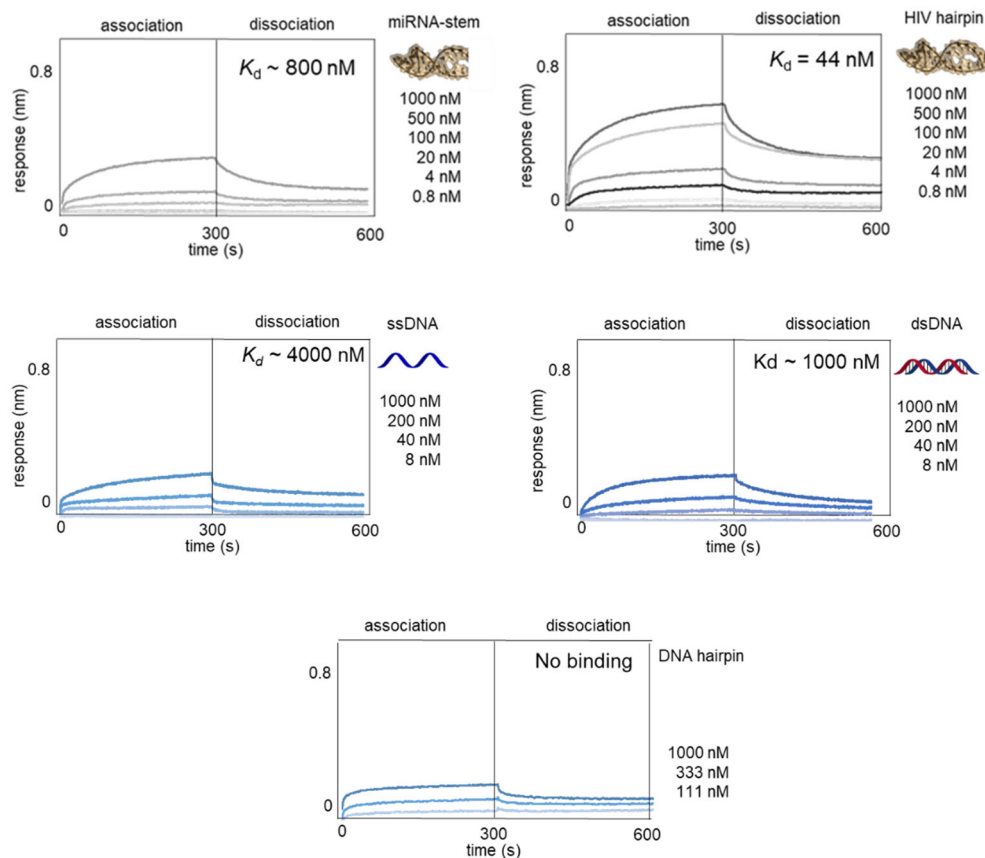 association dissociation miRNA-stem
Kd ~ 800 nM
0.8
0
response (nm)
1000 nM
500 nM
100 nM
20 nM
4 nM
0.8 nM
0 300 600
time (s)
association dissociation HIV hairpin
Kd = 44 nM
0.8
0
response (nm)
1000 nM
500 nM
100 nM
20 nM
4 nM
0.8 nM
0 300 600
time (s)
association dissociation ssDNA
Kd ~ 4000 nM
0.8
0
response (nm)
1000 nM
200 nM
40 nM
8 nM
0 300 600
time (s)
association dissociation dsDNA
Kd ~ 1000 nM
0.8
0
response (nm)
1000 nM
200 nM
40 nM
8 nM
0 300 600
time (s)
association dissociation
No binding DNA hairpin
0.8
0
1000 nM
333 nM
111 nM
0 300 600
time (s)